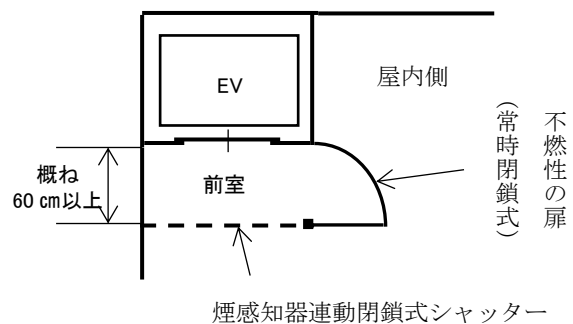 EV
屋内側
不燃性の扉
(常時閉鎖式)
概ね
60 ㎝以上
前室
煙感知器連動閉鎖式シャッター